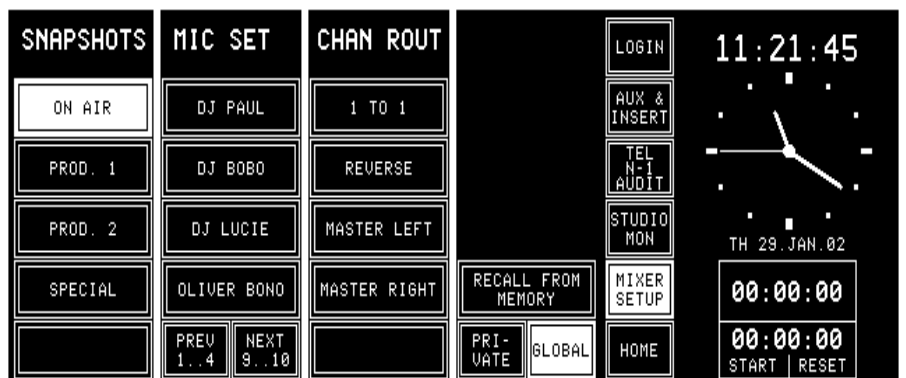 SNAPSHOTS
MIC SET
CHAN ROUT
LOGIN
11:21:45
ON AIR
DJ PAUL
1 TO 1
AUX &
INSERT
PROD. 1
DJ BOBO
REVERSE
TEL
N-1
AUDIT
PROD. 2
DJ LUCIE
MASTER LEFT
STUDIO
MON
TH 29.JAN.02
SPECIAL
OLIVER BONO
MASTER RIGHT
RECALL FROM
MEMORY
MIXER
SETUP
00:00:00
PREV
1..4
NEXT
9..10
PRI-
VATE
GLOBAL
HOME
00:00:00
START
RESET